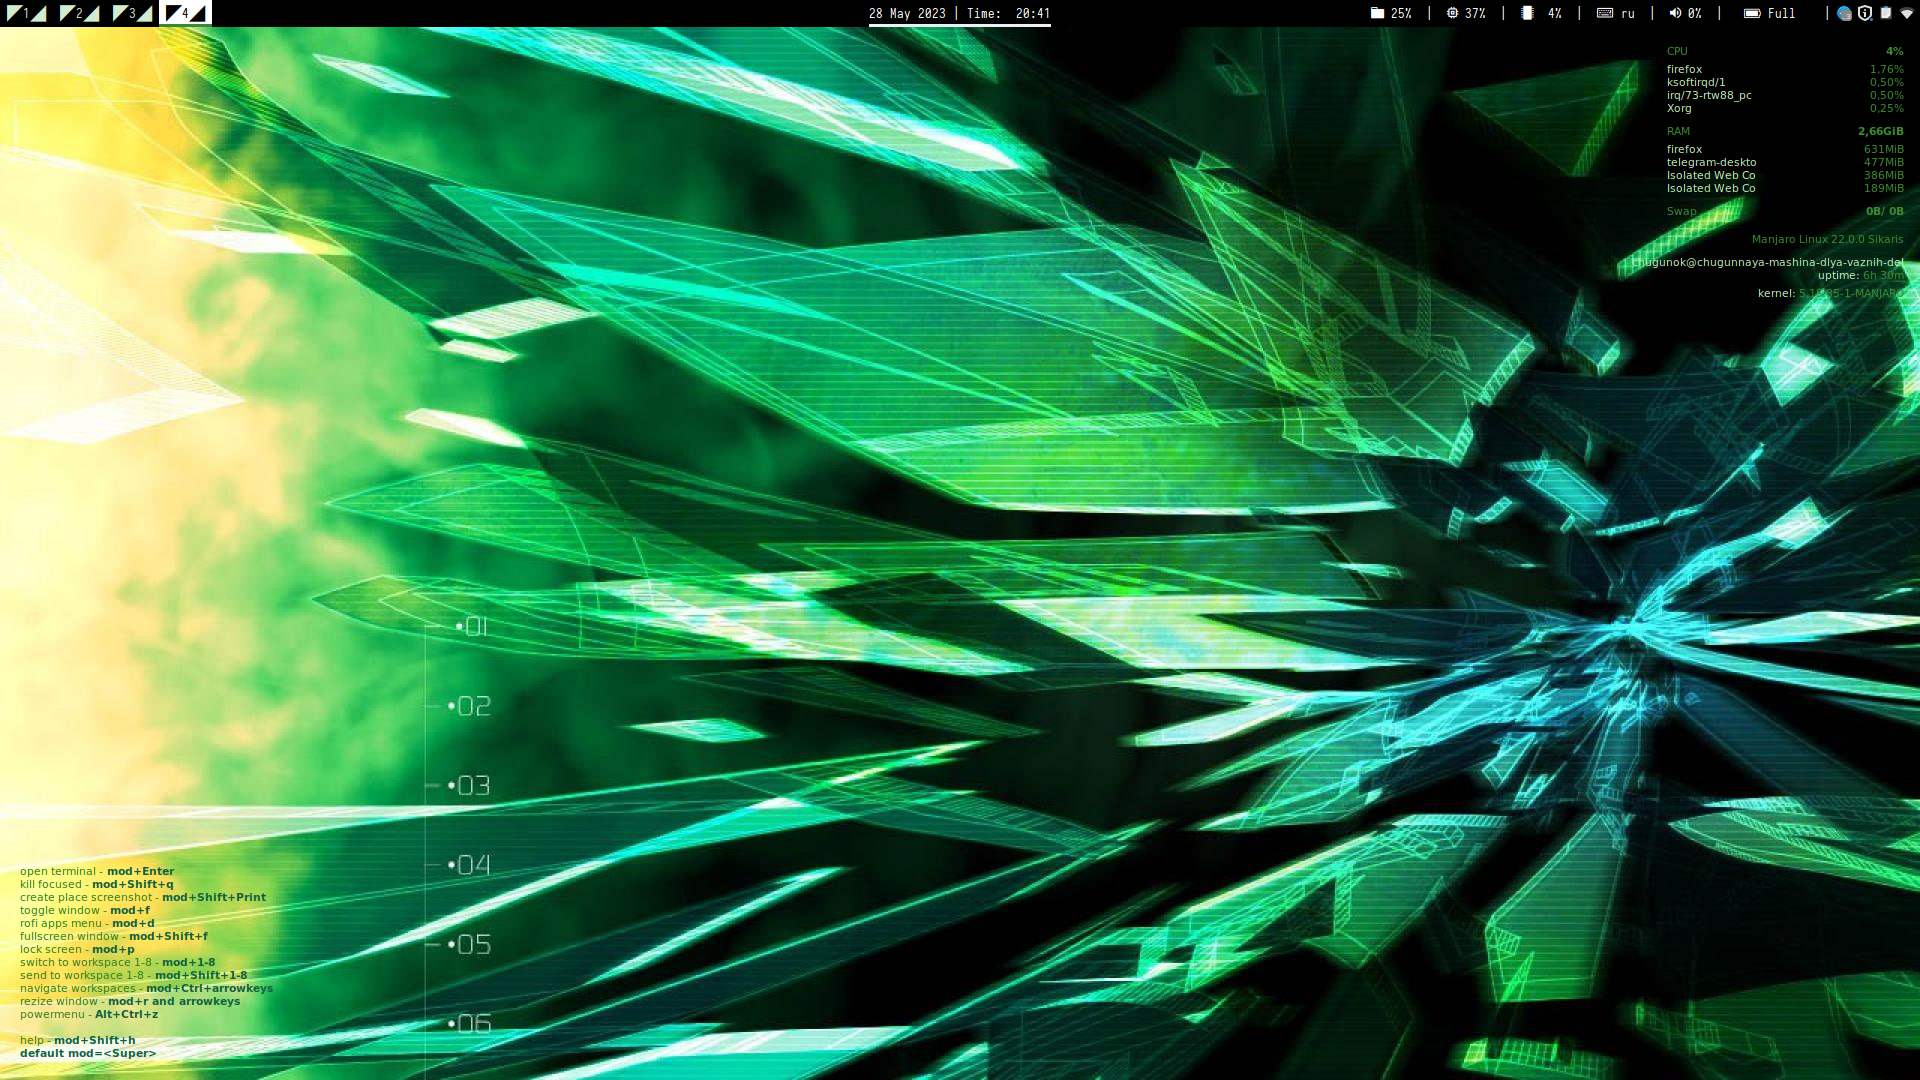 1 2 3 4 28 May 2023 | Time: 20:41 25% | 37% | 4% | ru | 0% | Full |
CPU 4%
firefox 1,76%
ksoftirqd/1 0,50%
irq/73-rtw88_pc 0,50%
Xorg 0,25%
RAM 2,66GiB
firefox 631MiB
telegram-deskto 477MiB
Isolated Web Co 386MiB
Isolated Web Co 189MiB
Swap 0B/ 0B
Manjaro Linux 22.0.0 Sikaris
chugunok@chugunnaya-mashina-dlya-vaznih-del
uptime: 6h 30m
kernel:
•01
•02
•03
•04
•05
•06
open terminal - mod+Enter
kill focused - mod+Shift+q
create place screenshot - mod+Shift+Print
toggle window - mod+f
rofi apps menu - mod+d
fullscreen window - mod+Shift+f
lock screen - mod+p
switch to workspace 1-8 - mod+1-8
send to workspace 1-8 - mod+Shift+1-8
navigate workspaces - mod+Ctrl+arrowkeys
rezize window - mod+r and arrowkeys
powermenu - Alt+Ctrl+z
help - mod+Shift+h
default mod=<Super>